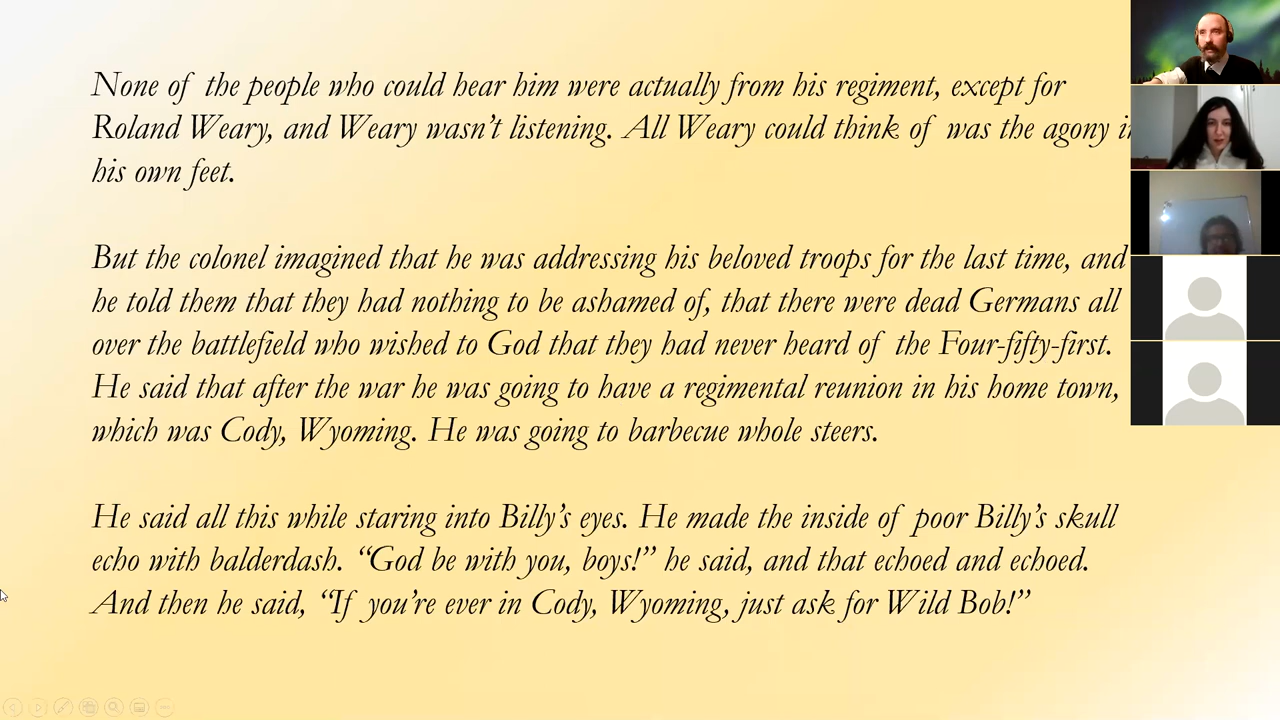 None of the people who could hear him were actually from his regiment, except for
Roland Weary, and Weary wasn’t listening. All Weary could think of was the agony in
his own feet.
But the colonel imagined that he was addressing his beloved troops for the last time, and
he told them that they had nothing to be ashamed of, that there were dead Germans all
over the battlefield who wished to God that they had never heard of the Four-fifty-first.
He said that after the war he was going to have a regimental reunion in his home town,
which was Cody, Wyoming. He was going to barbecue whole steers.
He said all this while staring into Billy’s eyes. He made the inside of poor Billy’s skull
echo with balderdash. “God be with you, boys!” he said, and that echoed and echoed.
And then he said, “If you’re ever in Cody, Wyoming, just ask for Wild Bob!”